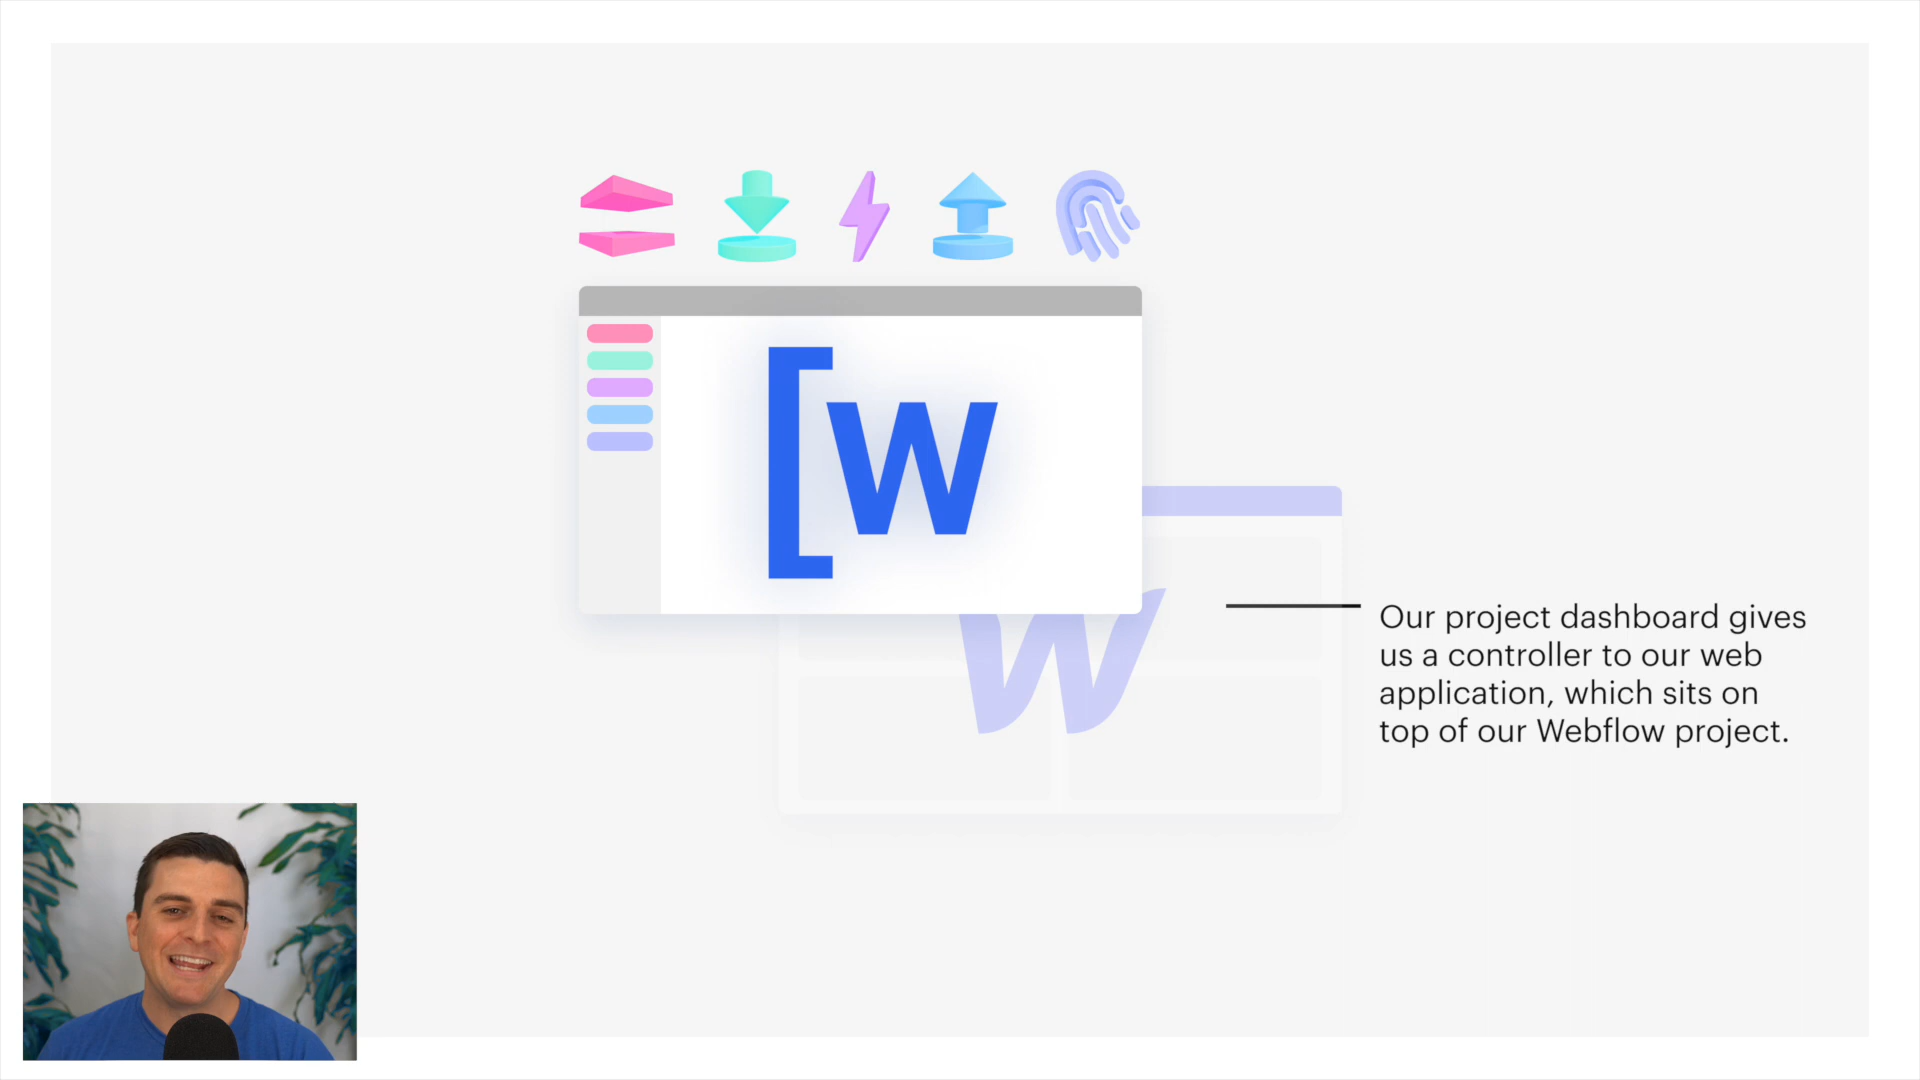 [w
w
Our project dashboard gives
us a controller to our web
application, which sits on
top of our Webflow project.